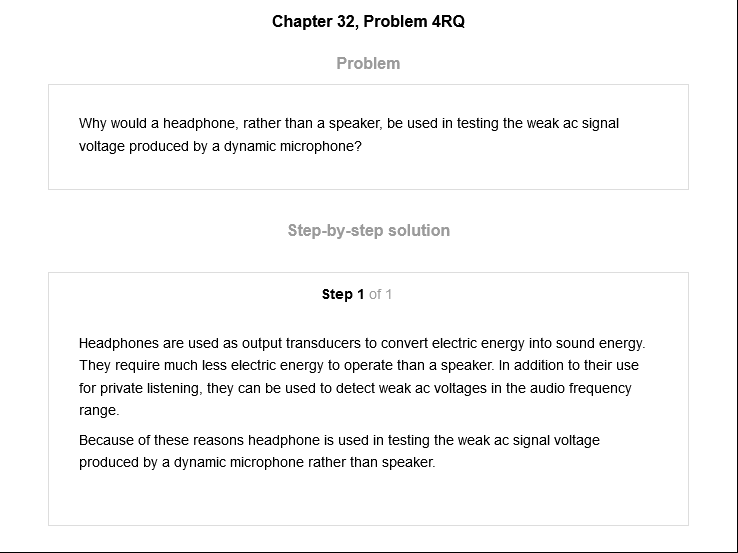 Chapter 32, Problem 4RQ
Problem
Why would a headphone, rather than a speaker, be used in testing the weak ac signal
voltage produced by a dynamic microphone?
Step-by-step solution
Step 1 of 1
Headphones are used as output transducers to convert electric energy into sound energy.
They require much less electric energy to operate than a speaker. In addition to their use
for private listening, they can be used to detect weak ac voltages in the audio frequency
range.
Because of these reasons headphone is used in testing the weak ac signal voltage
produced by a dynamic microphone rather than speaker.